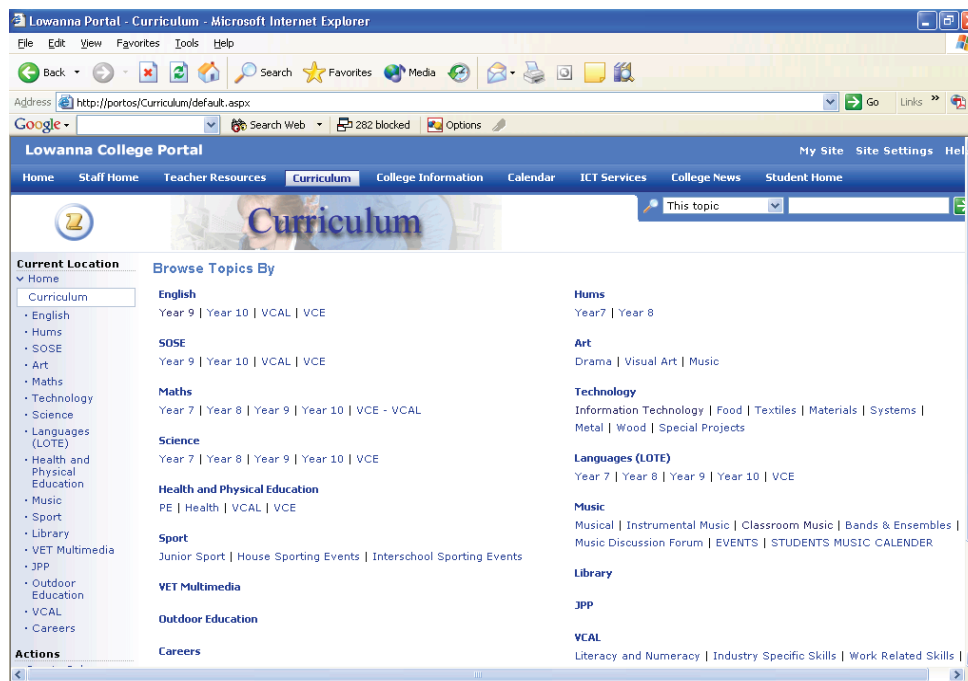 Lowanna Portal - Curriculum - Microsoft Internet Explorer
File Edit View Favorites Tools Help
Back Search Favorites Media
Address http://portos/Curriculum/default.aspx Go Links »
Google Search Web 282 blocked Options
Lowanna College Portal My Site Site Settings Hel
Home Staff Home Teacher Resources Curriculum College Information Calendar ICT Services College News Student Home
Curriculum
This topic
Current Location
Home
Curriculum
· English
· Hums
· SOSE
· Art
· Maths
· Technology
· Science
· Languages
(LOTE)
· Health and
Physical
Education
· Music
· Sport
· Library
· VET Multimedia
· JPP
· Outdoor
Education
· VCAL
· Careers
Actions
Browse Topics By
English
Year 9 | Year 10 | VCAL | VCE
SOSE
Year 9 | Year 10 | VCAL | VCE
Maths
Year 7 | Year 8 | Year 9 | Year 10 | VCE - VCAL
Science
Year 7 | Year 8 | Year 9 | Year 10 | VCE
Health and Physical Education
PE | Health | VCAL | VCE
Sport
Junior Sport | House Sporting Events | Interschool Sporting Events
VET Multimedia
Outdoor Education
Careers
Hums
Year7 | Year 8
Art
Drama | Visual Art | Music
Technology
Information Technology | Food | Textiles | Materials | Systems |
Metal | Wood | Special Projects
Languages (LOTE)
Year 7 | Year 8 | Year 9 | Year 10 | VCE
Music
Musical | Instrumental Music | Classroom Music | Bands & Ensembles |
Music Discussion Forum | EVENTS | STUDENTS MUSIC CALENDER
Library
JPP
VCAL
Literacy and Numeracy | Industry Specific Skills | Work Related Skills |